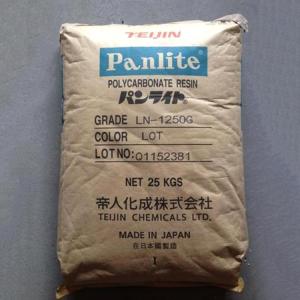 TEIJIN
Panlite
POLYCARBONATE RESIN
パンライト
GRADE LN-1250G
COLOR LOT
LOT NO: 01152381
NET 25 KGS
帝人化成株式会社
TEIJIN CHEMICALS LTD.
MADE IN JAPAN
在日本國製造
I